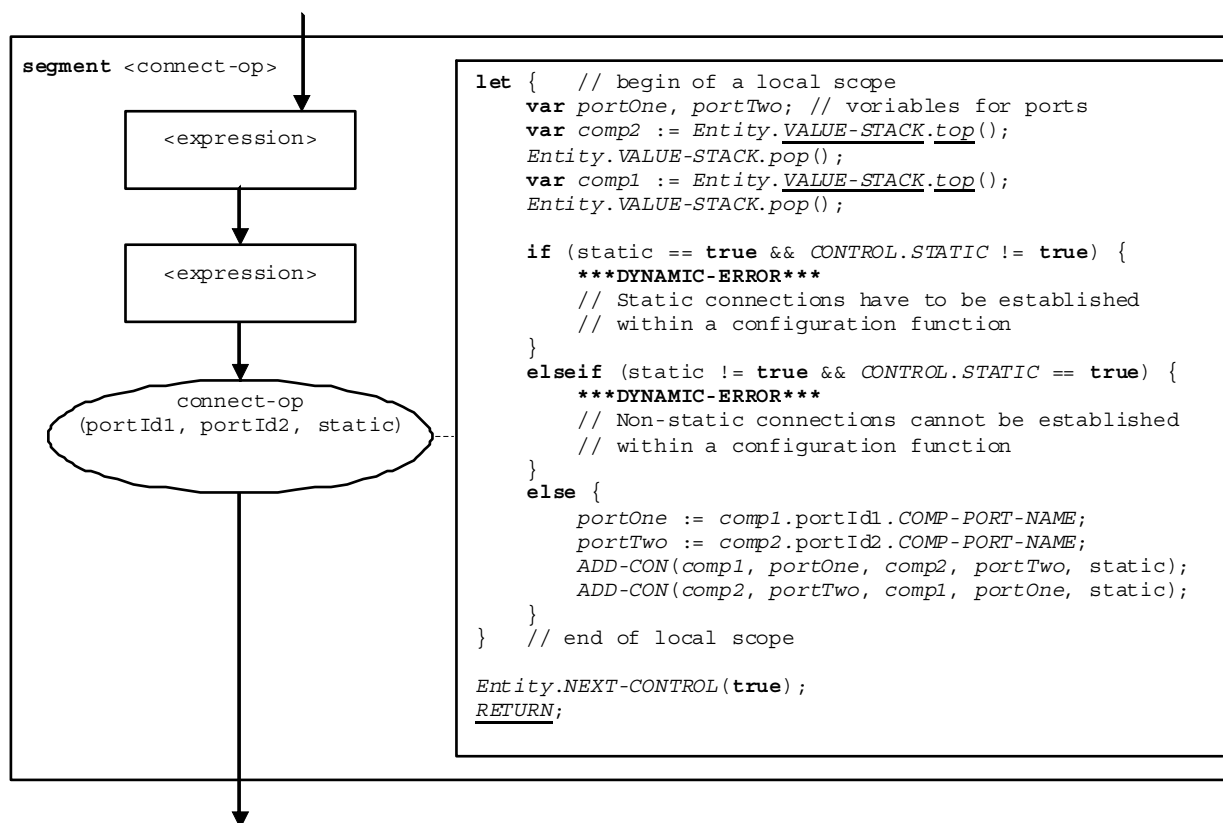 segment <connect-op>
<expression>
<expression>
connect-op
(portId1, portId2, static)
let {   // begin of a local scope
var portOne, portTwo; // voriables for ports
var comp2 := Entity.VALUE-STACK.top();
Entity.VALUE-STACK.pop();
var comp1 := Entity.VALUE-STACK.top();
Entity.VALUE-STACK.pop();
if (static == true && CONTROL.STATIC != true) {
***DYNAMIC-ERROR***
// Static connections have to be established
// within a configuration function
}
elseif (static != true && CONTROL.STATIC == true) {
***DYNAMIC-ERROR***
// Non-static connections cannot be established
// within a configuration function
}
else {
portOne := comp1.portId1.COMP-PORT-NAME;
portTwo := comp2.portId2.COMP-PORT-NAME;
ADD-CON(comp1, portOne, comp2, portTwo, static);
ADD-CON(comp2, portTwo, comp1, portOne, static);
}
}   // end of local scope
Entity.NEXT-CONTROL(true);
RETURN;